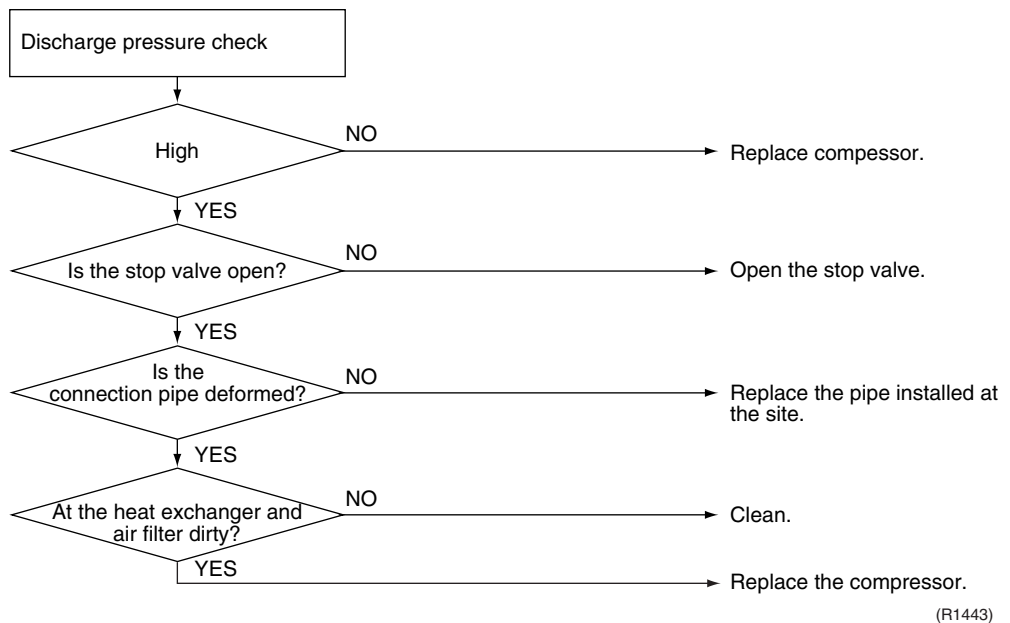 Discharge pressure check
High
NO
Replace compessor.
YES
Is the stop valve open?
NO
Open the stop valve.
YES
Is the
connection pipe deformed?
NO
Replace the pipe installed at
the site.
YES
At the heat exchanger and
air filter dirty?
NO
Clean.
YES
Replace the compressor.
(R1443)